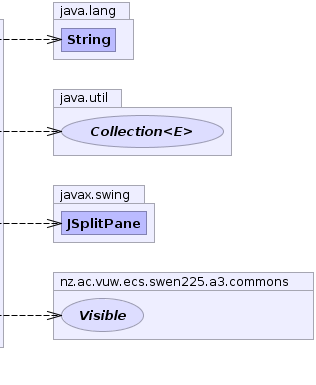 java.lang
String
java.util
Collection<E>
javax.swing
JSplitPane
nz.ac.vuw.ecs.swen225.a3.commons
Visible